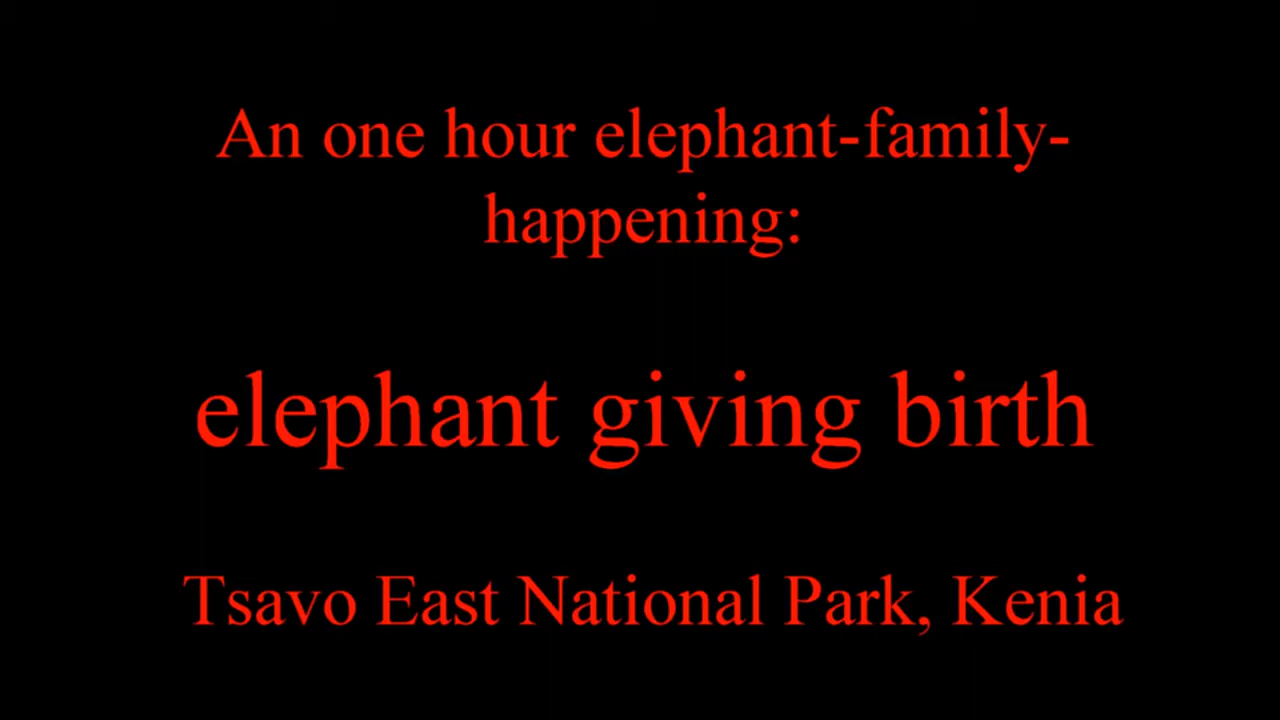 An one hour elephant-family-
happening:
elephant giving birth
Tsavo East National Park, Kenia